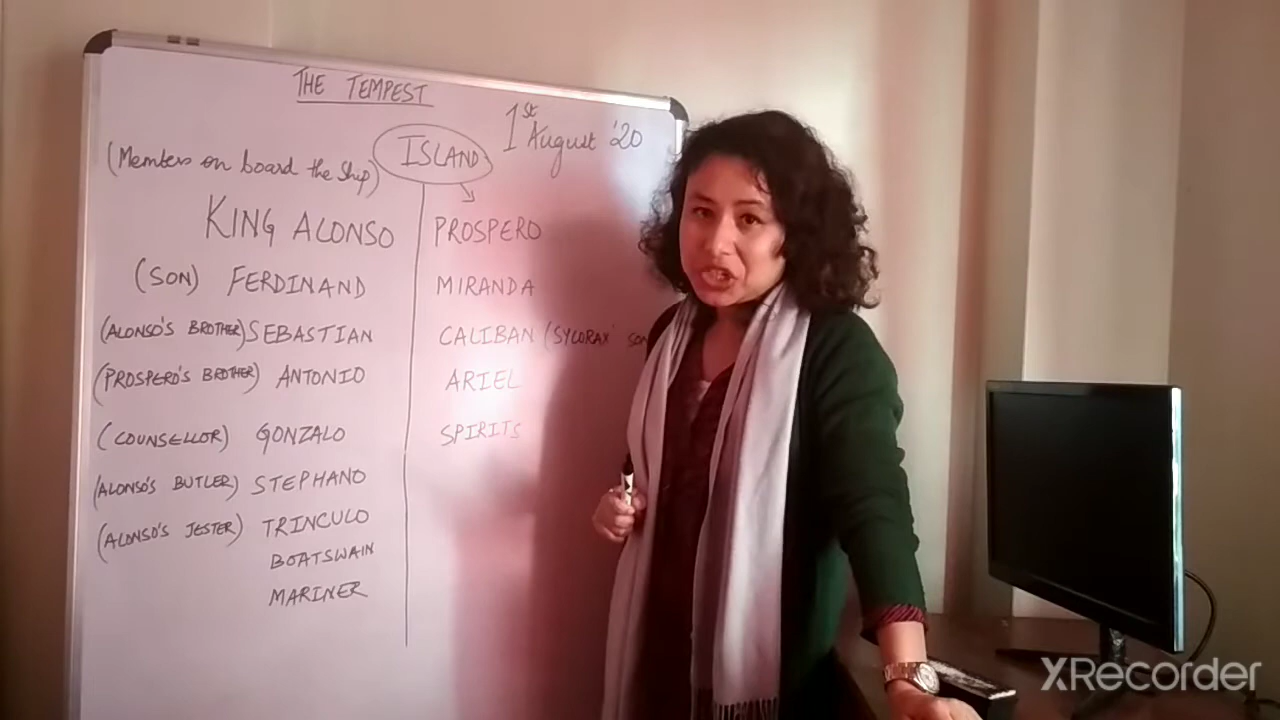 THE TEMPEST
1st August '20
(Members on board the ship)
ISLAND
KING ALONSO
(SON) FERDINAND
(ALONSO'S BROTHER) SEBASTIAN
(PROSPERO'S BROTHER) ANTONIO
(COUNSELLOR) GONZALO
(ALONSO'S BUTLER) STEPHANO
(ALONSO'S JESTER) TRINCULO
BOATSWAIN
MARINER
PROSPERO
MIRANDA
CALIBAN (SYCORAX' SON
ARIEL
SPIRITS
XRecorder